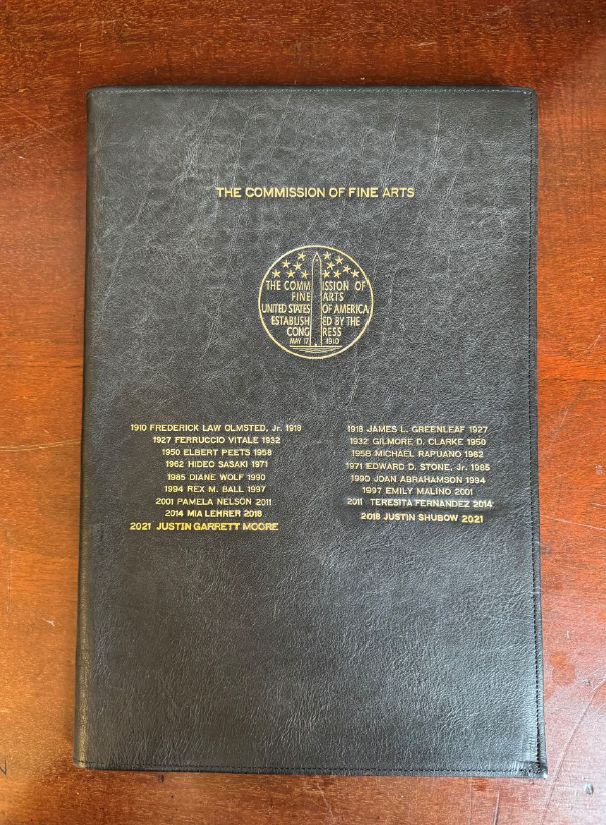 THE COMMISSION OF FINE ARTS
THE COMMISSION OF
FINE ARTS
UNITED STATES OF AMERICA
ESTABLISHED BY THE
CONGRESS
MAY 17 1910
1910 FREDERICK LAW OLMSTED, Jr. 1918
1927 FERRUCCIO VITALE 1932
1950 ELBERT PEETS 1958
1962 HIDEO SASAKI 1971
1985 DIANE WOLF 1990
1994 REX M. BALL 1997
2001 PAMELA NELSON 2011
2014 MIA LEHRER 2018
2021 JUSTIN GARRETT MOORE
1918 JAMES L. GREENLEAF 1927
1932 GILMORE D. CLARKE 1950
1958 MICHAEL RAPUANO 1962
1971 EDWARD D. STONE, Jr. 1985
1990 JOAN ABRAHAMSON 1994
1997 EMILY MALINO 2001
2011 TERESITA FERNANDEZ 2014
2018 JUSTIN SHUBOW 2021